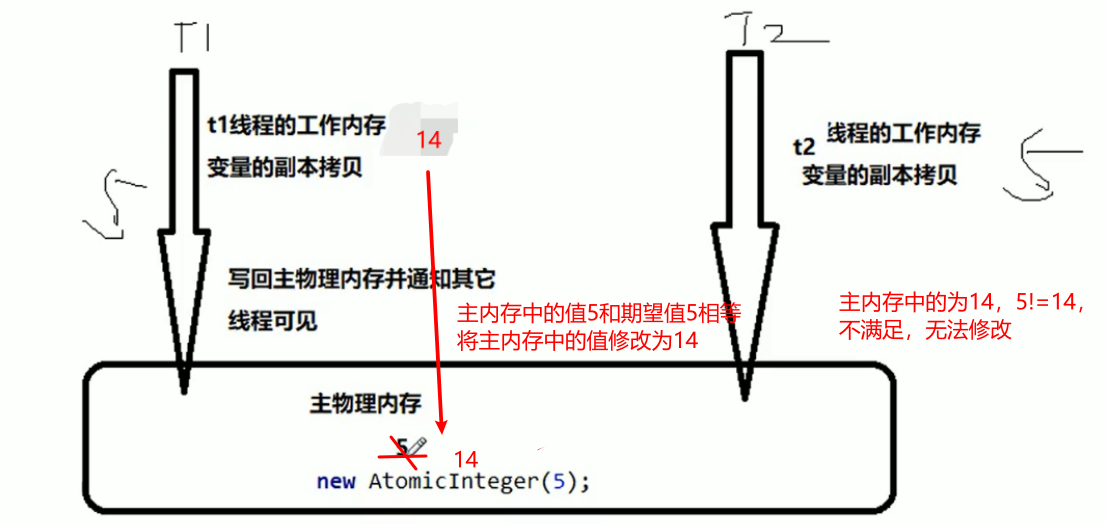 T1
T2
t1线程的工作内存
变量的副本拷贝
14
t2 线程的工作内存
变量的副本拷贝
5
5
写回主物理内存并通知其它
线程可见
主内存中的值5和期望值5相等
将主内存中的值修改为14
主内存中的为14，5!=14，
不满足，无法修改
主物理内存
5
14
new AtomicInteger(5);